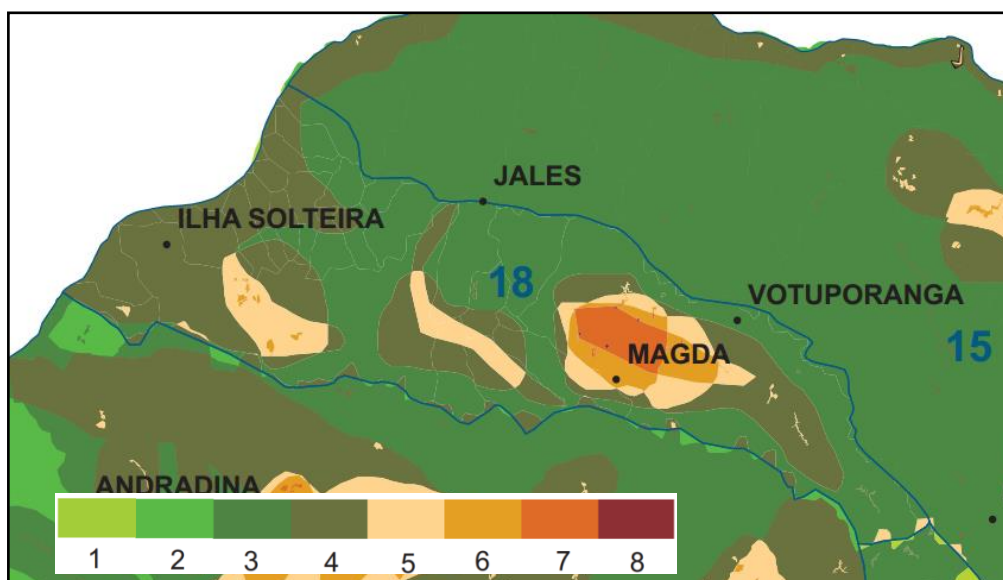 JALES
ILHA SOLTEIRA
18
VOTUPORANGA
15
MAGDA
ANDRADINA
1 2 3 4 5 6 7 8